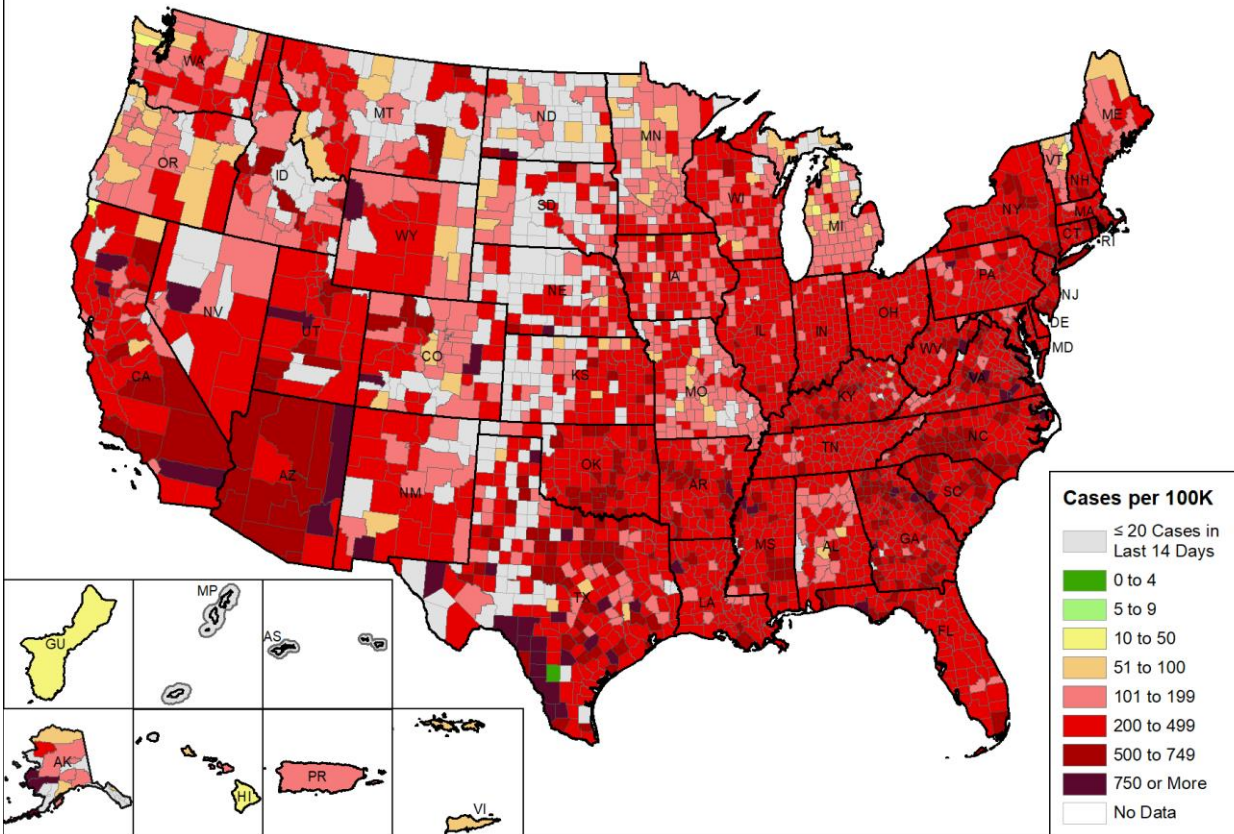 WA
MT
ND
MN
ME
OR
ID
SD
WI
MI
VT
NH
NY
MA
CT
RI
WY
IA
NE
PA
NJ
NV
UT
CO
IL
IN
OH
DE
MD
CA
KS
MO
WV
VA
KY
AZ
NM
OK
AR
TN
NC
SC
MS
AL
GA
TX
LA
FL
GU
MP
AS
AK
HI
PR
VI
Cases per 100K
≤ 20 Cases in
Last 14 Days
0 to 4
5 to 9
10 to 50
51 to 100
101 to 199
200 to 499
500 to 749
750 or More
No Data